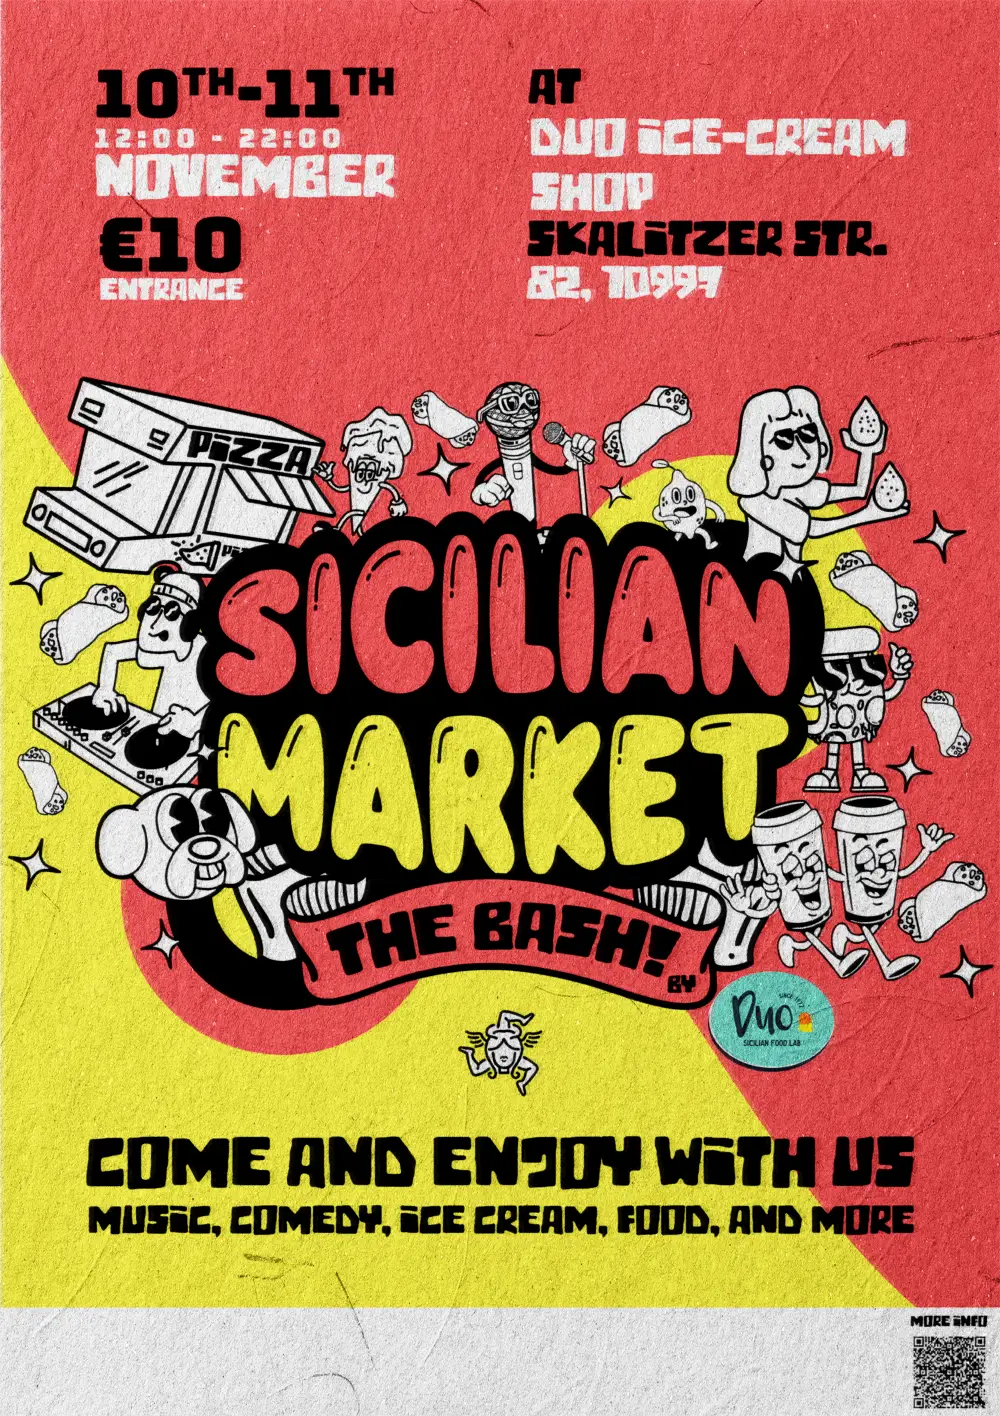 10TH-11TH
12:00 - 22:00
NOVEMBER
€10
ENTRANCE
AT
DUO ICE-CREAM
SHOP
SKALITZER STR.
82, 10997
PIZZA
SICILIAN
MARKET
THE BASH!
BY
SINCE 1972
Duo
SICILIAN FOOD LAB
COME AND ENJOY WITH US
MUSIC, COMEDY, ICE CREAM, FOOD, AND MORE
MORE INFO